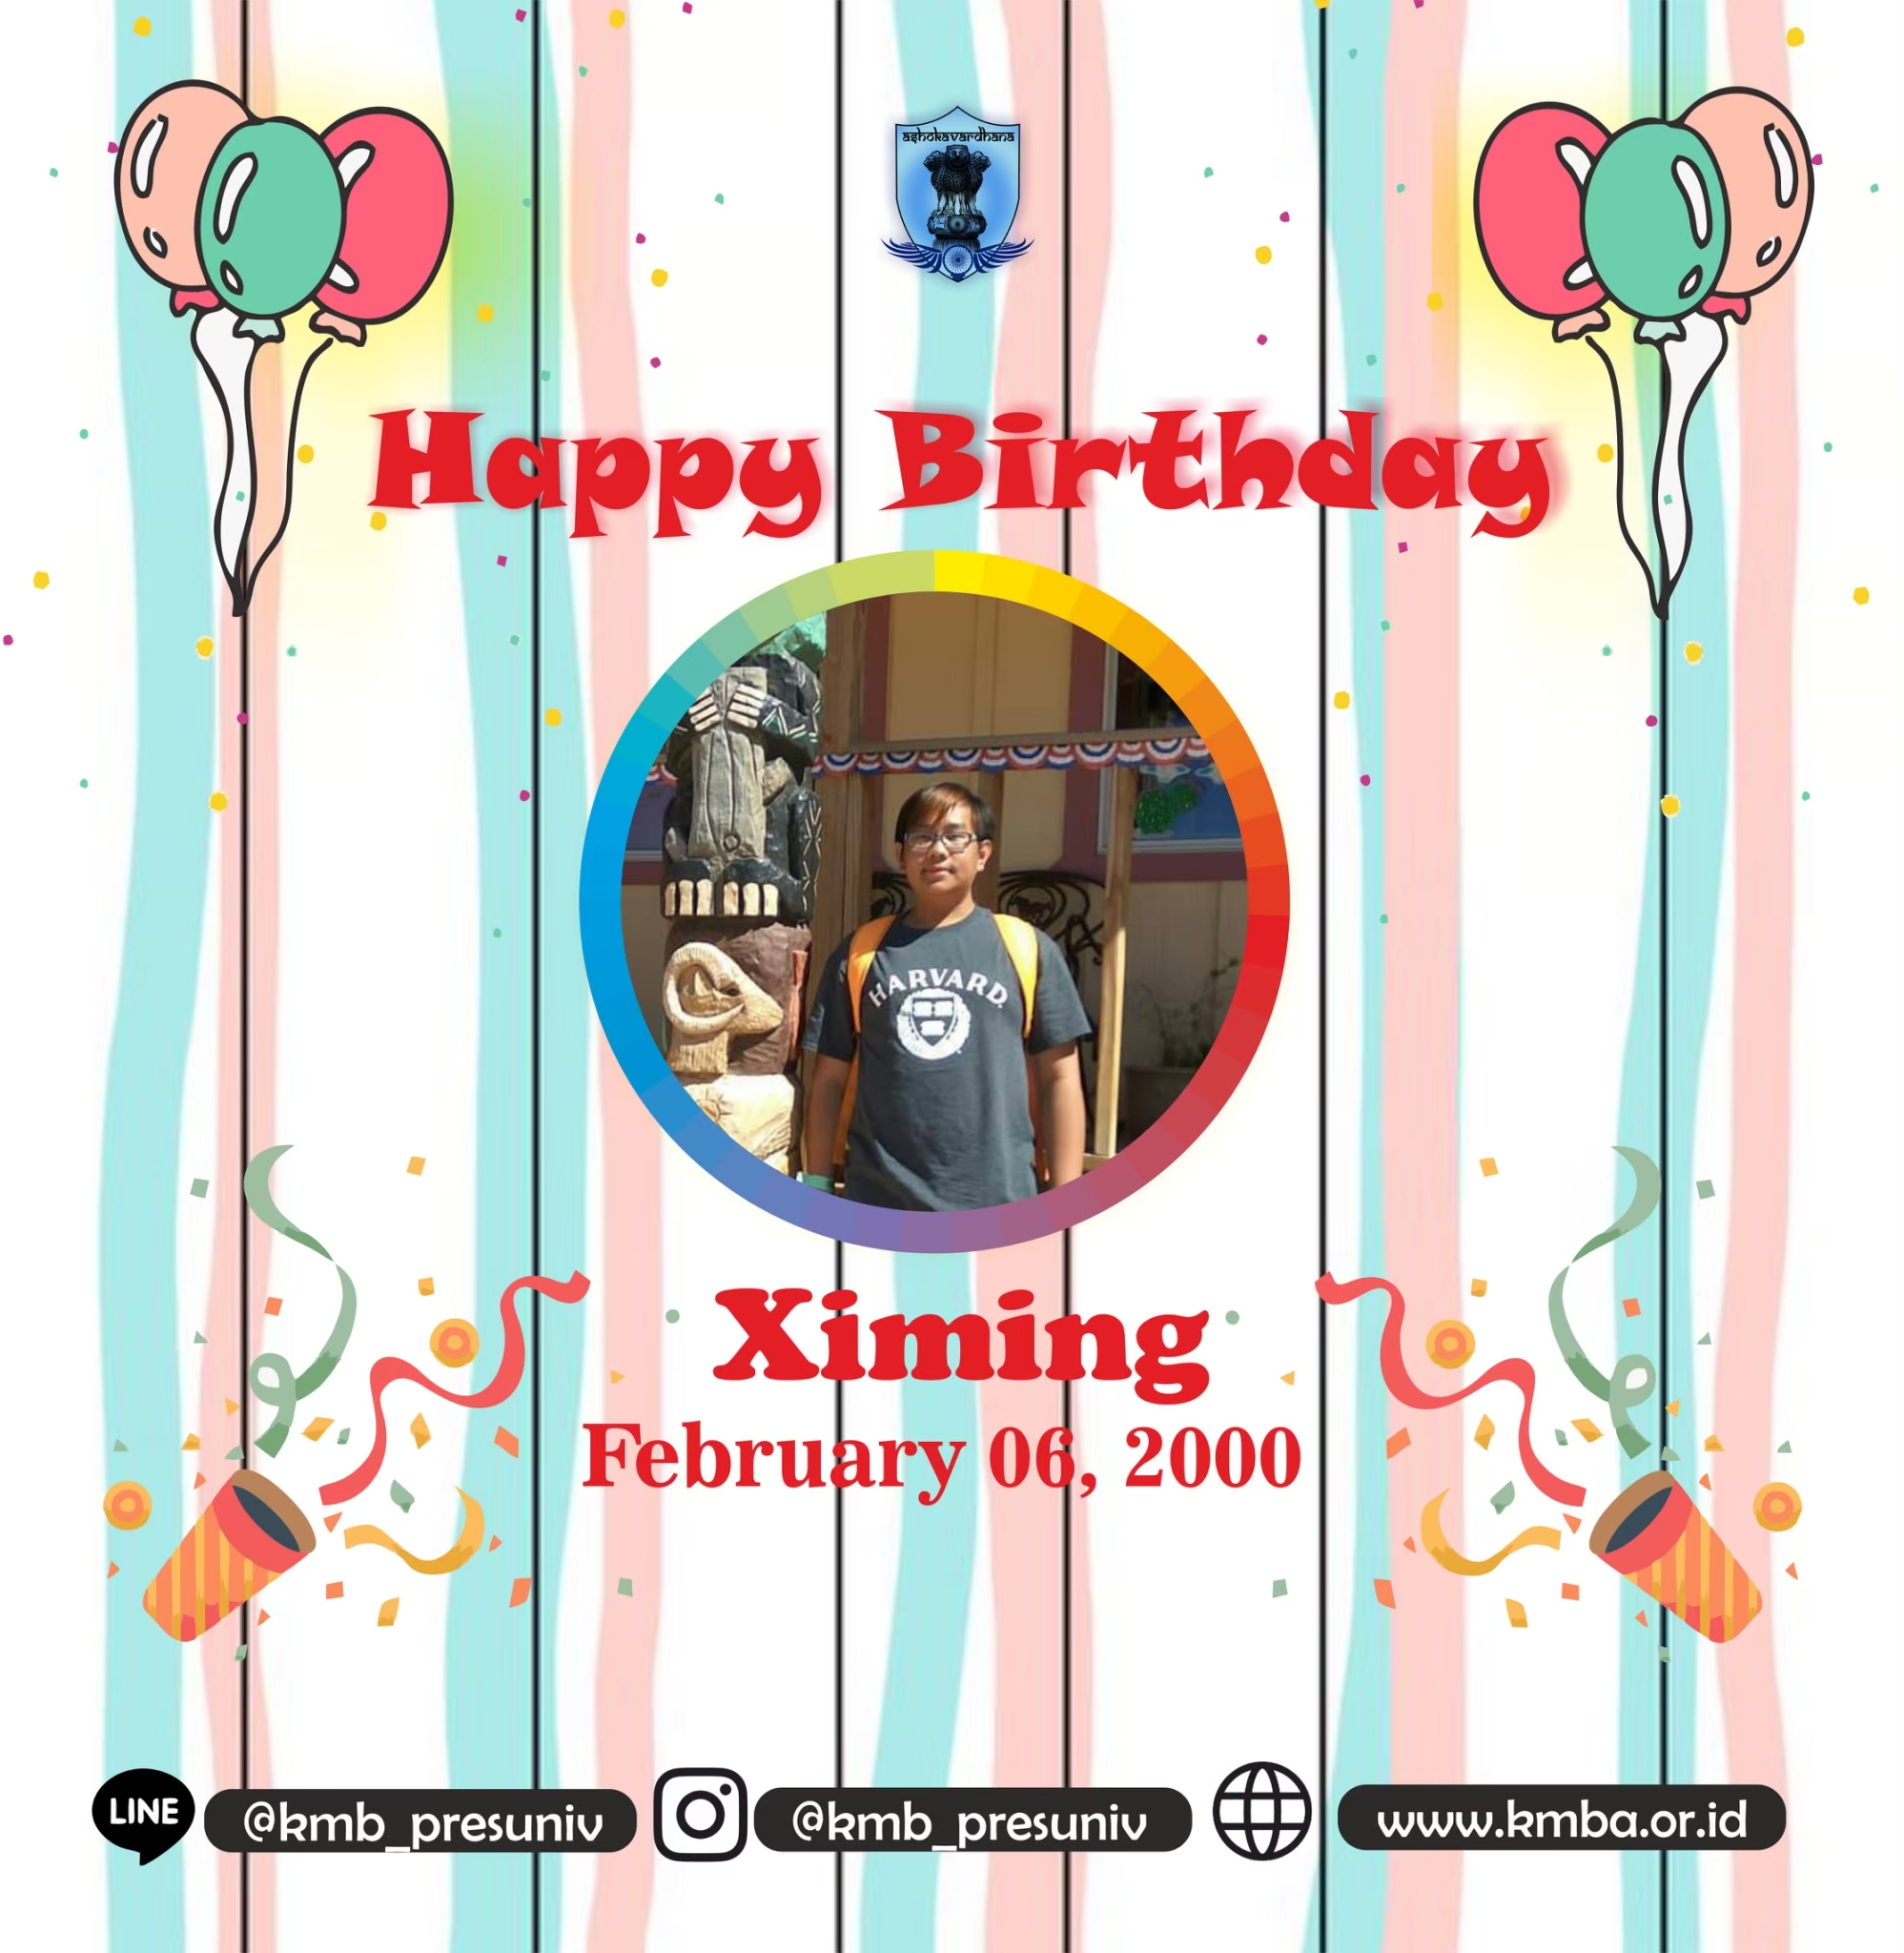 ashokavardhana
Happy Birthday
HARVARD
Ximing
February 06, 2000
LINE
@kmb_presuniv
@kmb_presuniv
www.kmba.or.id